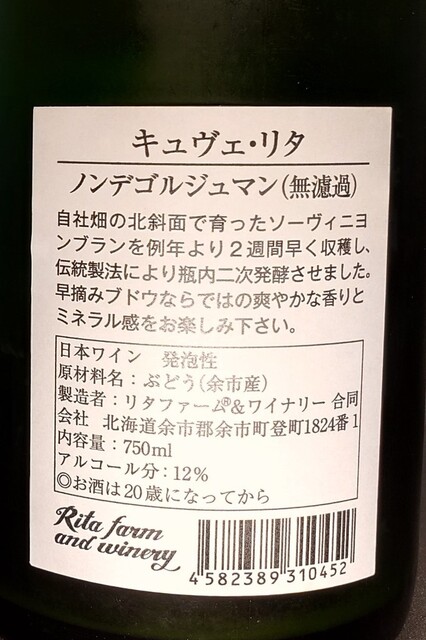 キュヴェ・リタ
ノンデゴルジュマン(無濾過)
自社畑の北斜面で育ったソーヴィニヨ
ンブランを例年より2週間早く収穫し、
伝統製法により瓶内二次発酵させました。
早摘みブドウならではの爽やかな香りと
ミネラル感をお楽しみ下さい。
日本ワイン 発泡性
原材料名：ぶどう(余市産)
製造者：リタファーム®&ワイナリー 合同
会社 北海道余市郡余市町登町1824番1
内容量：750ml
アルコール分：12%
◎お酒は20歳になってから
Rita farm
and winery
4 582389 310452